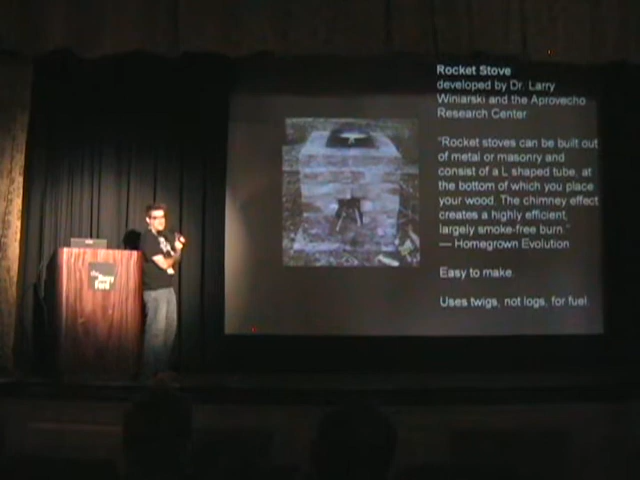 Rocket Stove
developed by Dr. Larry
Winiarski and the Aprovecho
Research Center
"Rocket stoves can be built out
of metal or masonry and
consist of a L shaped tube, at
the bottom of which you place
your wood. The chimney effect
creates a highly efficient,
largely smoke-free burn."
— Homegrown Evolution
Easy to make.
Uses twigs, not logs, for fuel.
the
Ford